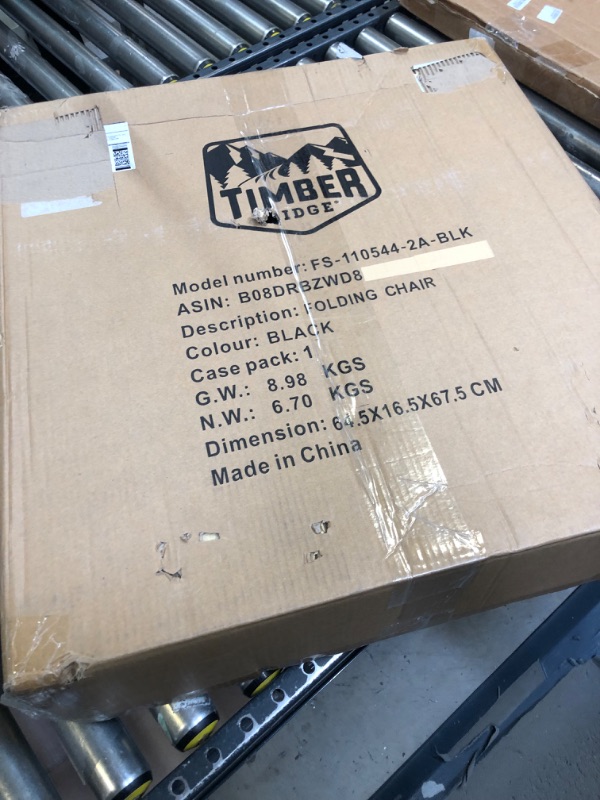 TIMBER
IDGE®
Model number: FS-110544-2A-BLK
ASIN: B08DRBZWD8
Description: FOLDING CHAIR
Colour: BLACK
Case pack: 1
G.W.: 8.98 KGS
N.W.: 6.70 KGS
Dimension: 64.5X16.5X67.5 CM
Made in China